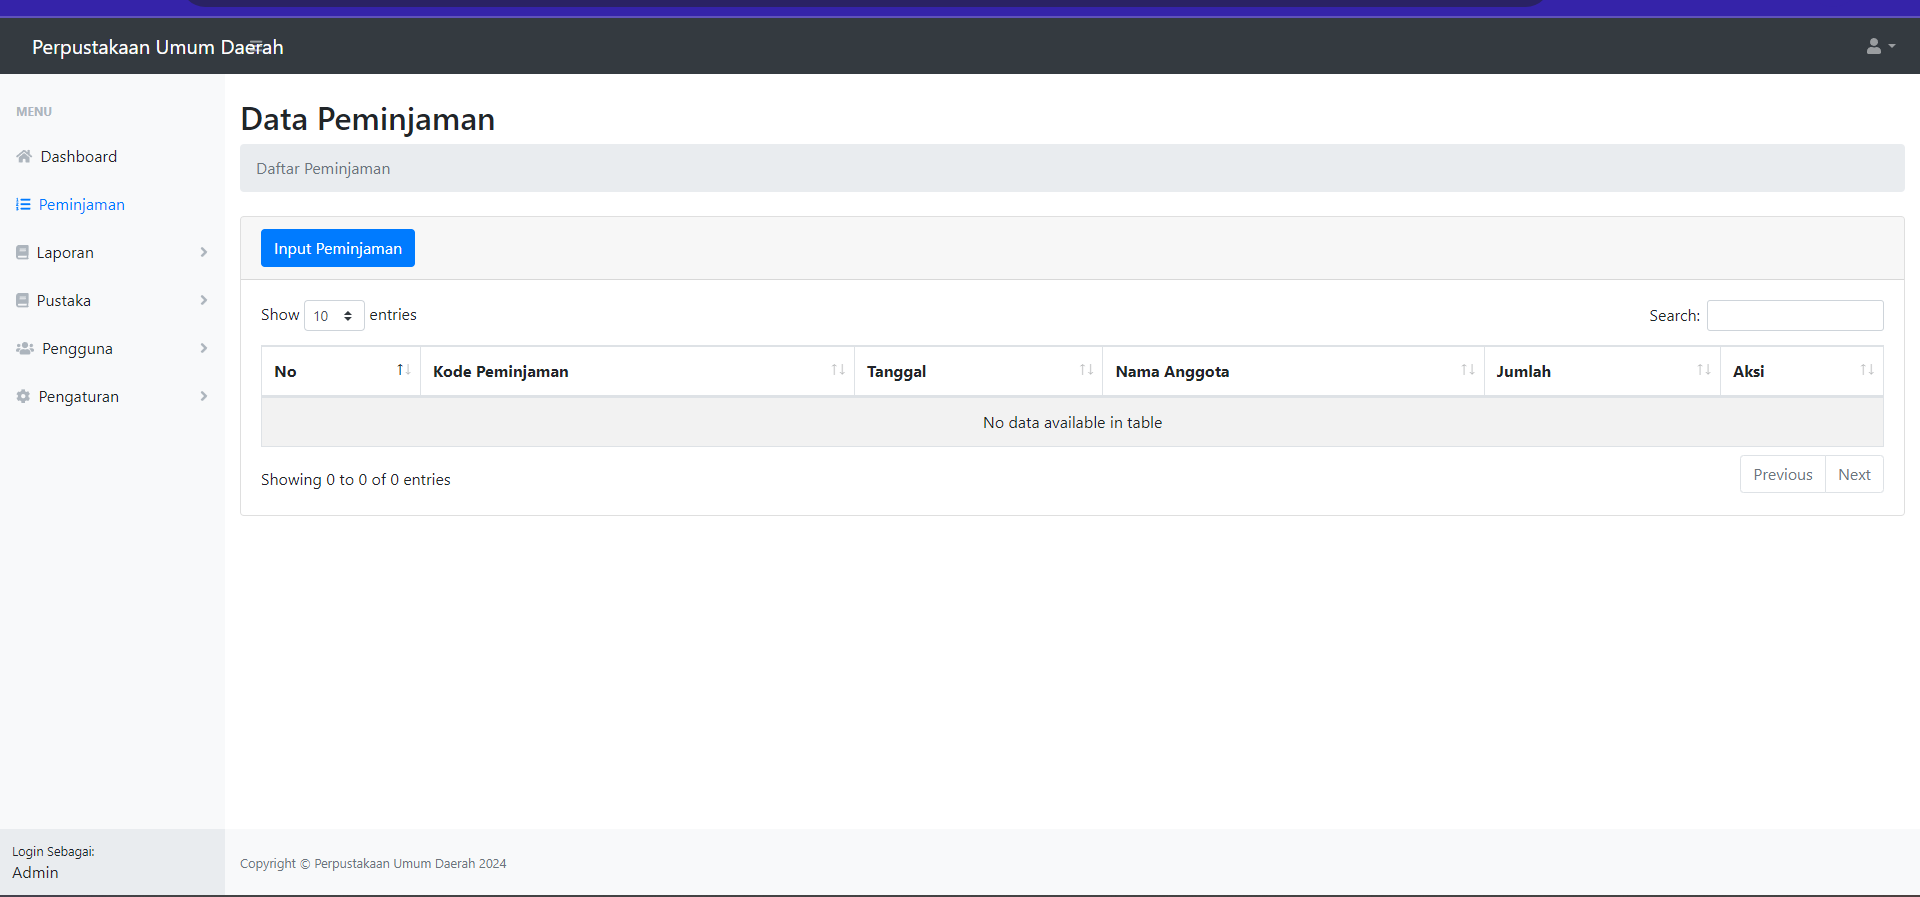 Perpustakaan Umum Daerah
MENU
Dashboard
Peminjaman
Laporan
Pustaka
Pengguna
Pengaturan
Login Sebagai:
Admin
Data Peminjaman
Daftar Peminjaman
Input Peminjaman
Show 10 entries
Search:
No Kode Peminjaman Tanggal Nama Anggota Jumlah Aksi
No data available in table
Showing 0 to 0 of 0 entries
Previous Next
Copyright © Perpustakaan Umum Daerah 2024